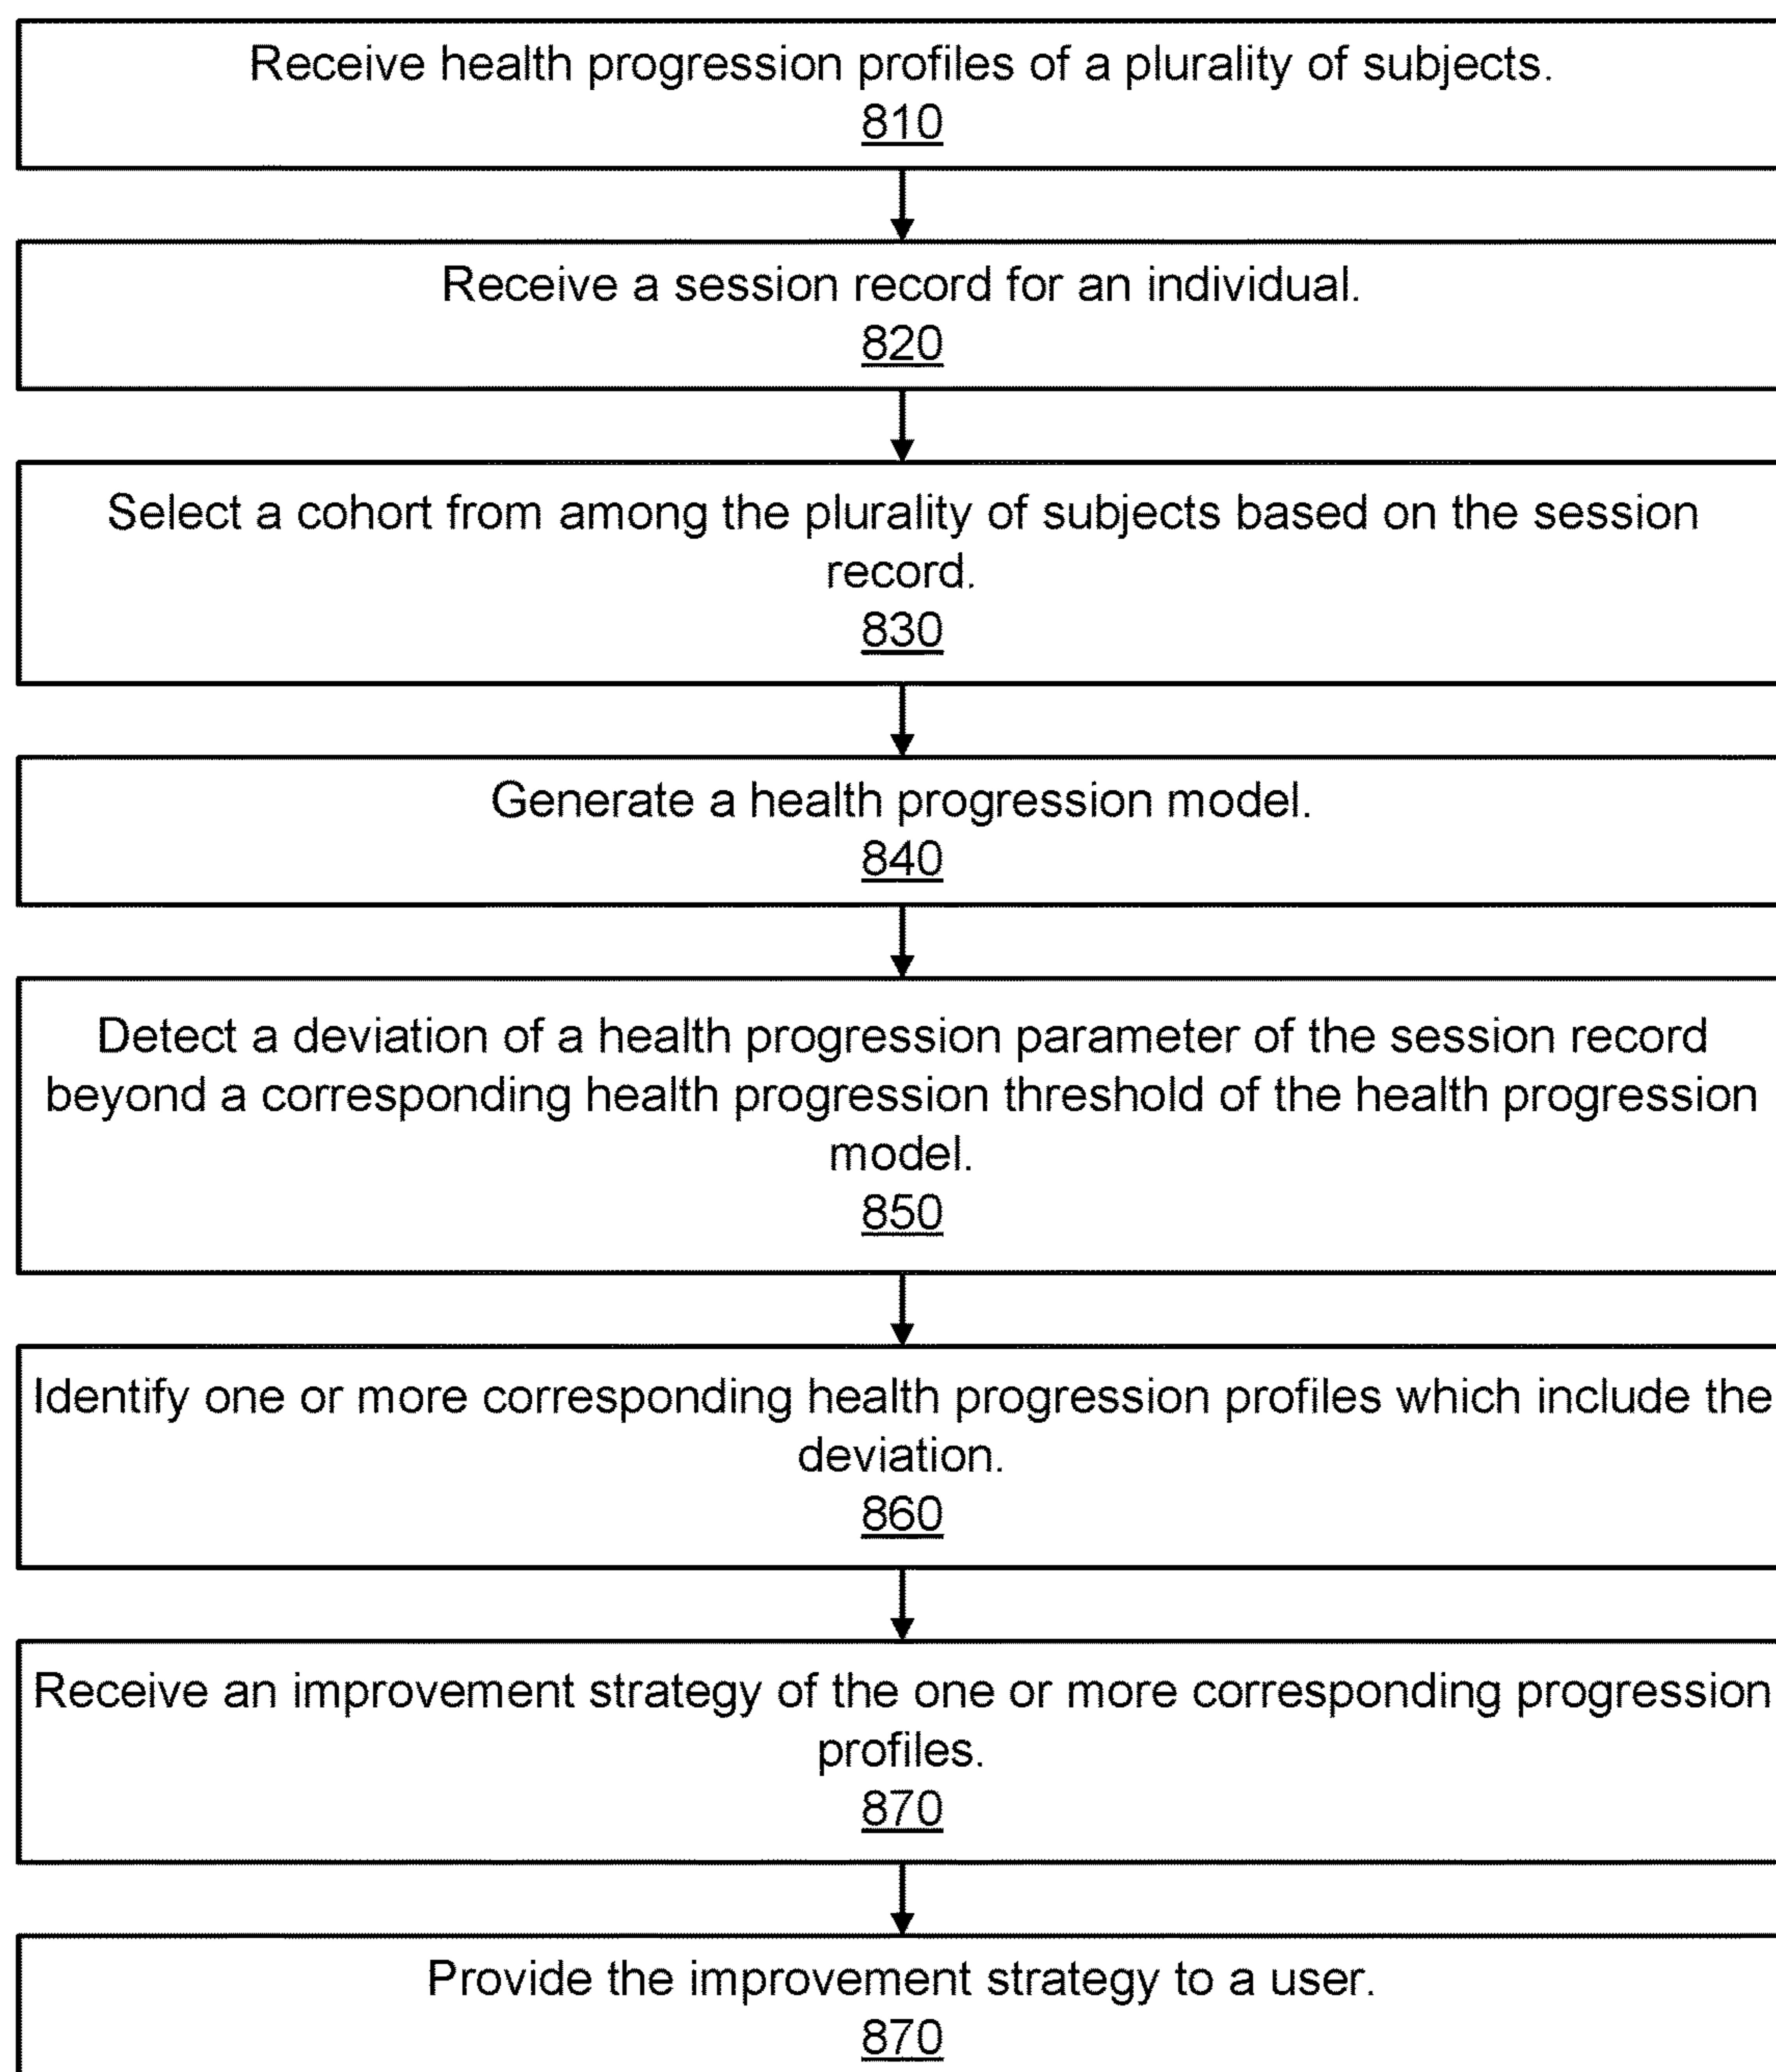 Receive health progression profiles of a plurality of subjects.
810
Receive a session record for an individual.
820
Select a cohort from among the plurality of subjects based on the session
record.
830
Generate a health progression model.
840
Detect a deviation of a health progression parameter of the session record
beyond a corresponding health progression threshold of the health progression
model.
850
Identify one or more corresponding health progression profiles which include the
deviation.
860
Receive an improvement strategy of the one or more corresponding progression
profiles.
870
Provide the improvement strategy to a user.
870